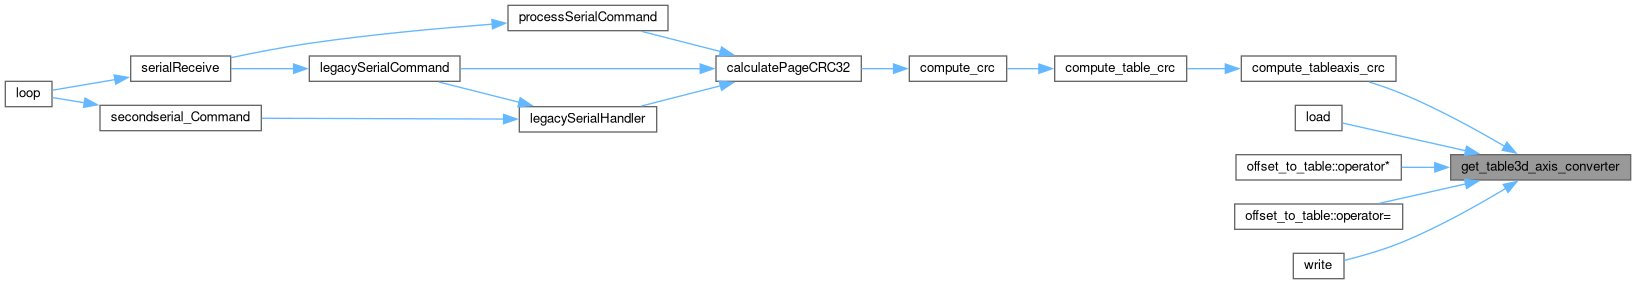 processSerialCommand
serialReceive
legacySerialCommand
calculatePageCRC32
compute_crc
compute_table_crc
compute_tableaxis_crc
loop
secondserial_Command
legacySerialHandler
load
offset_to_table::operator*
get_table3d_axis_converter
offset_to_table::operator=
write